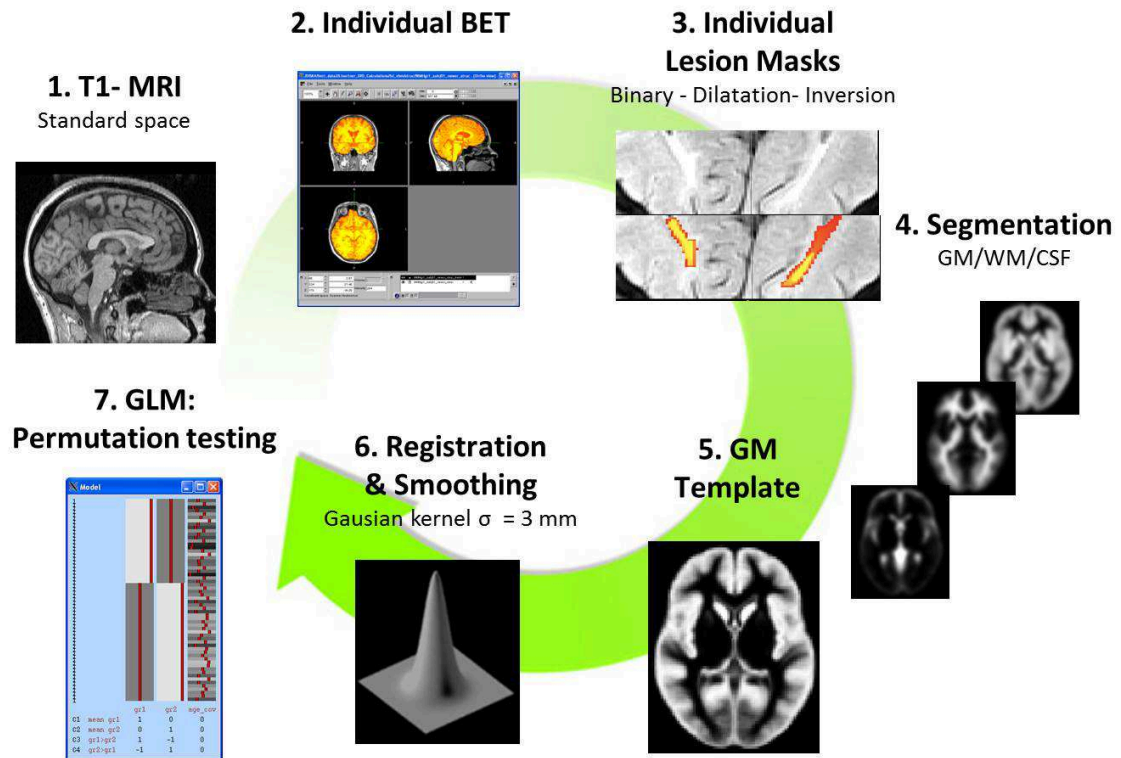 1. T1- MRI
Standard space
2. Individual BET
3. Individual
Lesion Masks
Binary - Dilatation- Inversion
4. Segmentation
GM/WM/CSF
5. GM
Template
6. Registration
& Smoothing
Gausian kernel σ = 3 mm
7. GLM:
Permutation testing
Model
gr1 gr2 age_cov
C1 mean gr1 1 0 0
C2 mean gr2 0 1 0
C3 gr1>gr2 1 -1 0
C4 gr2>gr1 -1 1 0